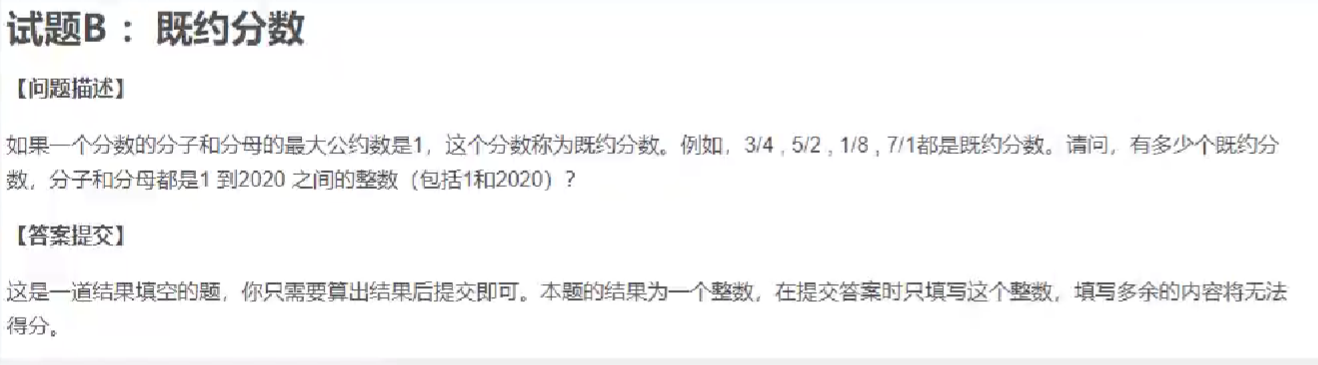 试题B ：既约分数
【问题描述】
如果一个分数的分子和分母的最大公约数是1，这个分数称为既约分数。例如，3/4 , 5/2 , 1/8 , 7/1都是既约分数。请问，有多少个既约分
数，分子和分母都是1 到2020 之间的整数（包括1和2020）？
【答案提交】
这是一道结果填空的题，你只需要算出结果后提交即可。本题的结果为一个整数，在提交答案时只填写这个整数，填写多余的内容将无法
得分。